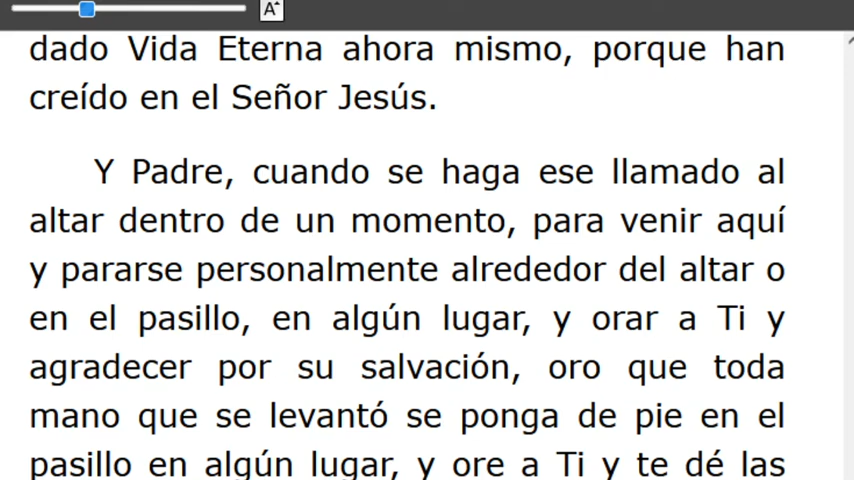 A
dado Vida Eterna ahora mismo, porque han
creído en el Señor Jesús.
Y Padre, cuando se haga ese llamado al
altar dentro de un momento, para venir aquí
y pararse personalmente alrededor del altar o
en el pasillo, en algún lugar, y orar a Ti y
agradecer por su salvación, oro que toda
mano que se levantó se ponga de pie en el
pasillo en algún lugar, y ore a Ti y te dé las